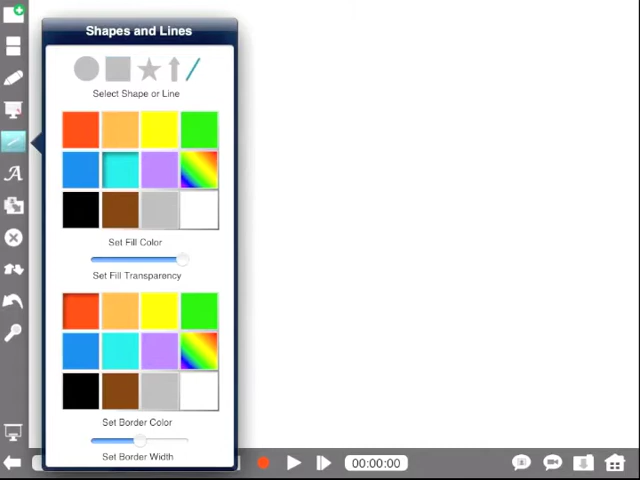 Shapes and Lines
Select Shape or Line
Set Fill Color
Set Fill Transparency
Set Border Color
Set Border Width
A
00:00:00